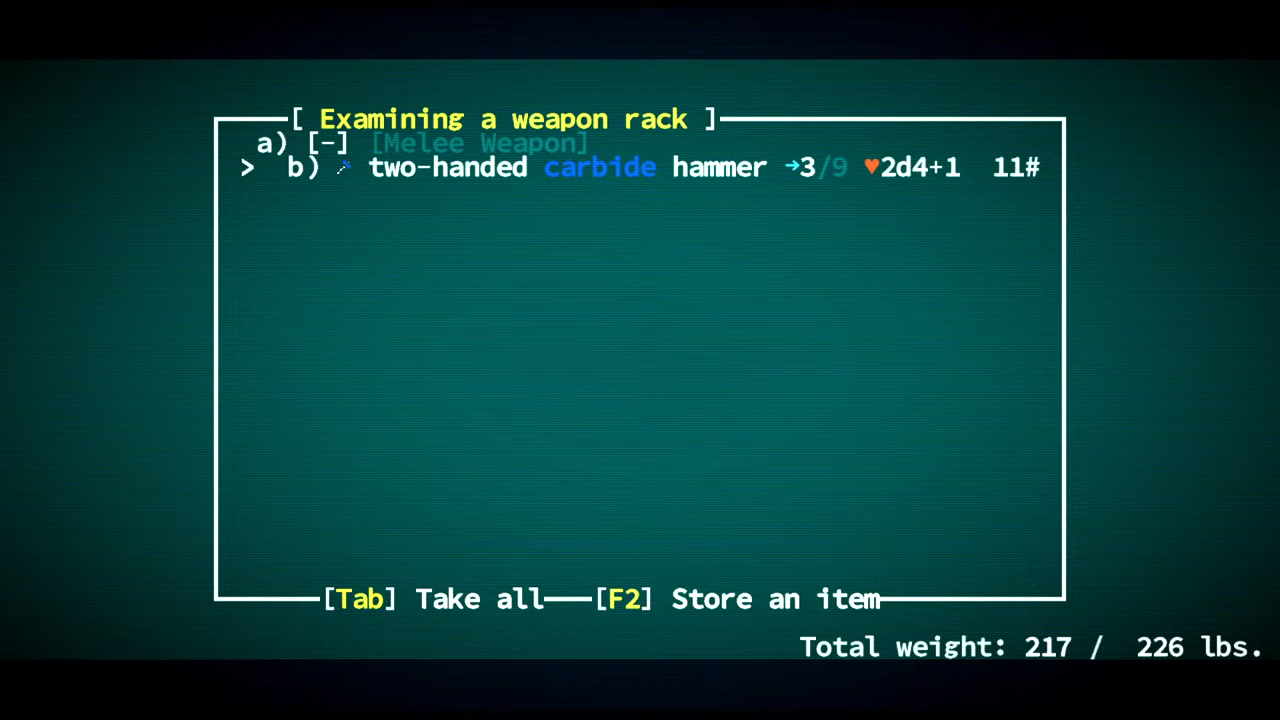 [ Examining a weapon rack ]
a) [-] [Melee Weapon]
> b) two-handed carbide hammer →3/9 ♥2d4+1 11#
[Tab] Take all [F2] Store an item
Total weight: 217 / 226 lbs.